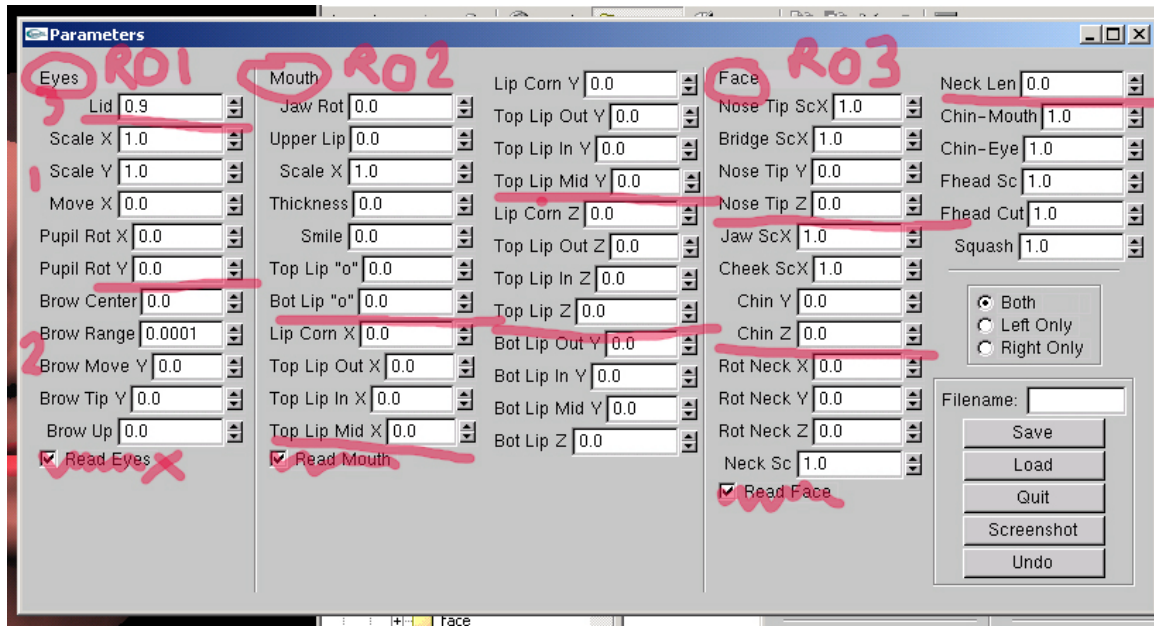 Parameters
Eyes RO1
3
Lid 0.9
Scale X 1.0
1 Scale Y 1.0
Move X 0.0
Pupil Rot X 0.0
Pupil Rot Y 0.0
Brow Center 0.0
Brow Range 0.0001
2
Brow Move Y 0.0
Brow Tip Y 0.0
Brow Up 0.0
Read Eyes X
Mouth RO2
Jaw Rot 0.0
Upper Lip 0.0
Scale X 1.0
Thickness 0.0
Smile 0.0
Top Lip "o" 0.0
Bot Lip "o" 0.0
Lip Corn X 0.0
Top Lip Out X 0.0
Top Lip In X 0.0
Top Lip Mid X 0.0
Read Mouth
Lip Corn Y 0.0
Top Lip Out Y 0.0
Top Lip In Y 0.0
Top Lip Mid Y 0.0
Lip Corn Z 0.0
Top Lip Out Z 0.0
Top Lip In Z 0.0
Top Lip Z 0.0
Bot Lip Out Y 0.0
Bot Lip In Y 0.0
Bot Lip Mid Y 0.0
Bot Lip Z 0.0
Face RO3
Nose Tip ScX 1.0
Bridge ScX 1.0
Nose Tip Y 0.0
Nose Tip Z 0.0
Jaw ScX 1.0
Cheek ScX 1.0
Chin Y 0.0
Chin Z 0.0
Rot Neck X 0.0
Rot Neck Y 0.0
Rot Neck Z 0.0
Neck Sc 1.0
Read Face
Neck Len 0.0
Chin-Mouth 1.0
Chin-Eye 1.0
Fhead Sc 1.0
Fhead Cut 1.0
Squash 1.0
Both
Left Only
Right Only
Filename:
Save
Load
Quit
Screenshot
Undo
Face